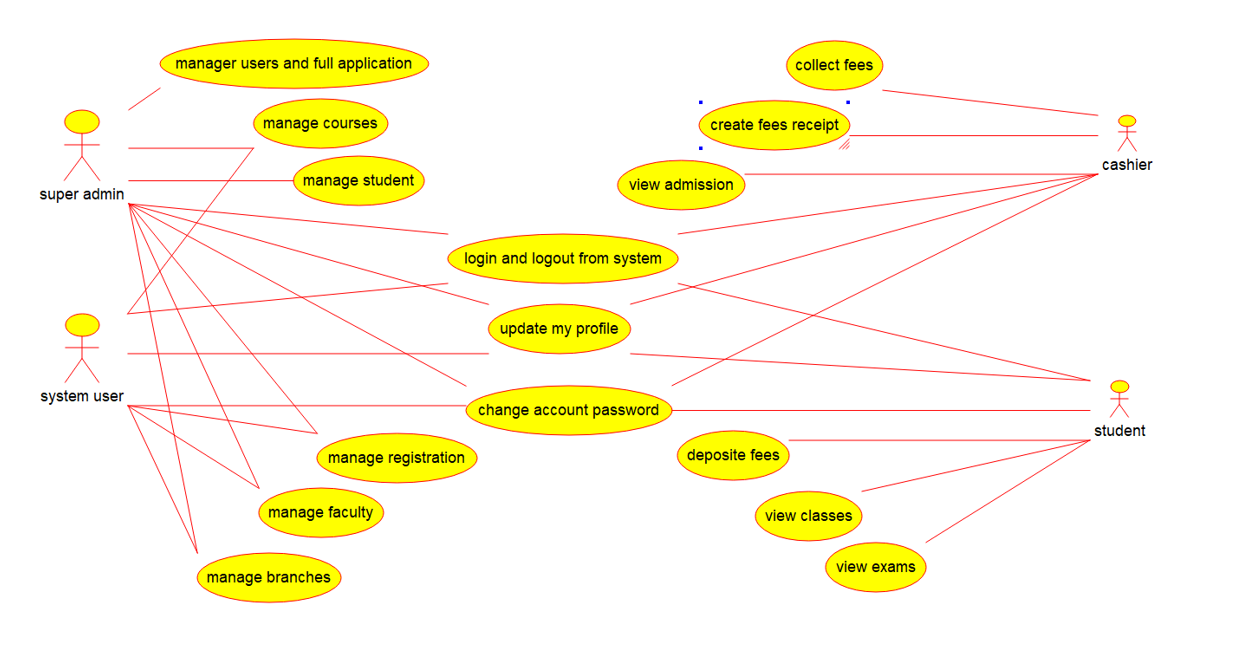 manager users and full application
collect fees
manage courses
create fees receipt
cashier
manage student
view admission
super admin
login and logout from system
update my profile
system user
change account password
student
manage registration
deposite fees
manage faculty
view classes
manage branches
view exams